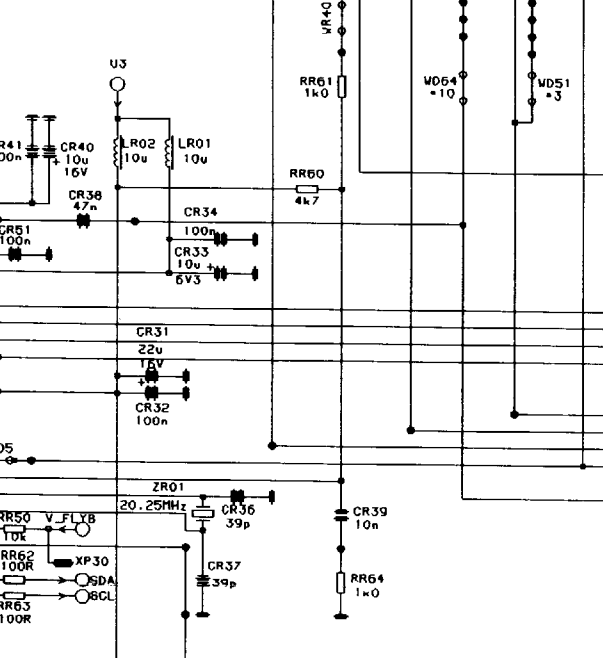 WR40
U3
RR61
1k0
WD64
*10
WD51
*3
R41
00n
CR40
10u
+
16V
LR02
10u
LR01
10u
RR60
4k7
CR38
47n
CR34
100n
CR51
100n
CR33
10u +
6V3
CR31
22u
16V
+
CR32
100n
05
ZR01
20.25MHz
CR36
39p
CR39
10n
RR50
10k
V_FLYB
RR62
100R
XP30
SDA
SCL
RR63
100R
CR37
39p
RR64
1k0